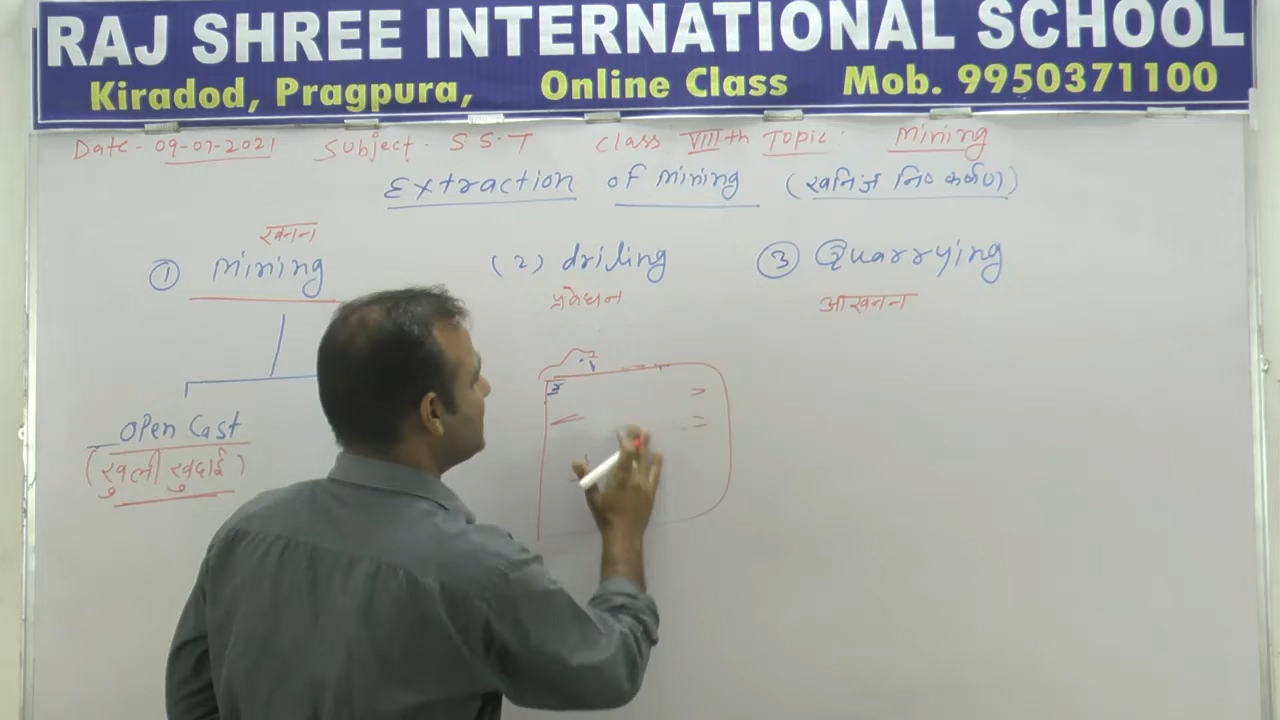 RAJ SHREE INTERNATIONAL SCHOOL
Kiradod, Pragpura, Online Class Mob. 9950371100
Date - 09-07-2021 Subject - S.S.T Class VIIIth Topic - Mining
Extraction of mining (खनिज निष्कर्षण)
खनन
① Mining (2) driling ③ Quarrying
प्रवेधन आखनन
Open Cast
(खुली खुदाई)